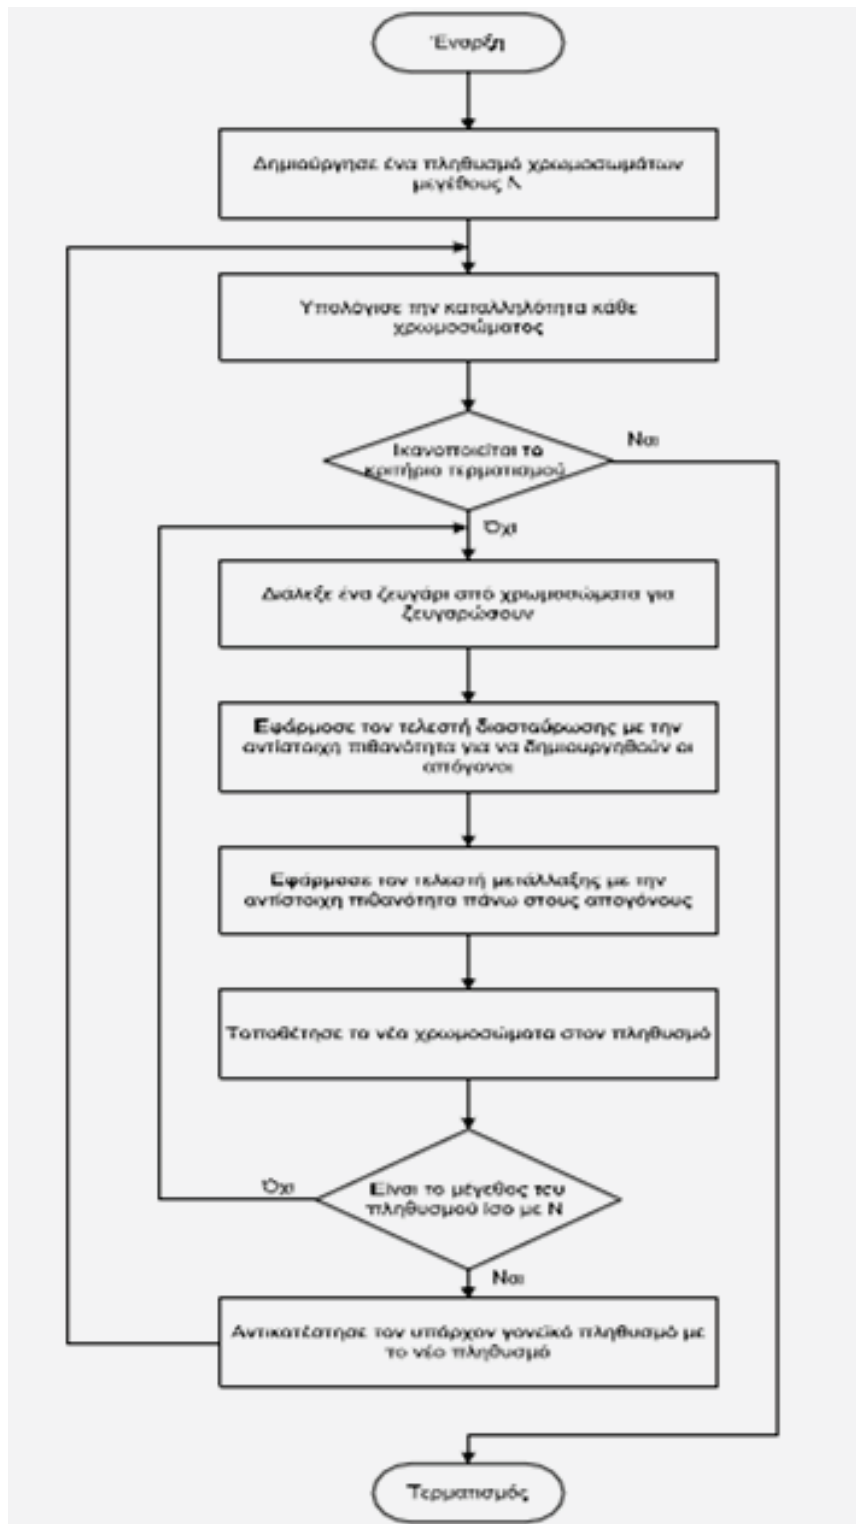 Έναρξη
Δημιούργησε ένα πληθυσμό χρωμοσωμάτων
μεγέθους Ν
Υπολόγισε την καταλληλότητα κάθε
χρωμοσώματος
Ναι
Ικανοποιείται το
κριτήριο τερματισμού
Όχι
Διάλεξε ένα ζευγάρι από χρωμοσώματα για
ζευγαρώσουν
Εφάρμοσε τον τελεστή διασταύρωσης με την
αντίστοιχη πιθανότητα για να δημιουργηθούν οι
απόγονοι
Εφάρμοσε τον τελεστή μετάλλαξης με την
αντίστοιχη πιθανότητα πάνω στους απογόνους
Τοποθέτησε τα νέα χρωμοσώματα στον πληθυσμό
Όχι
Είναι το μέγεθος του
πληθυσμού ίσο με Ν
Ναι
Αντικατέστησε τον υπάρχον γονεϊκό πληθυσμό με
το νέο πληθυσμό
Τερματισμός